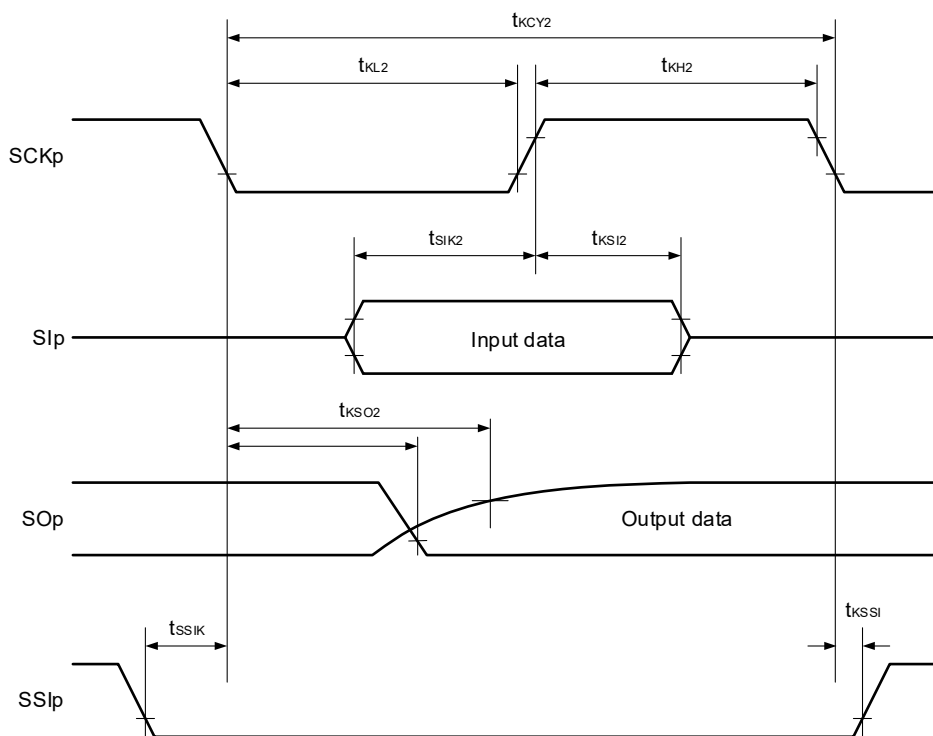 tKCY2
tKL2
tKH2
SCKp
tSIK2
tKSI2
SIp
Input data
tKSO2
SOp
Output data
tSSIK
tKSSI
SSIp